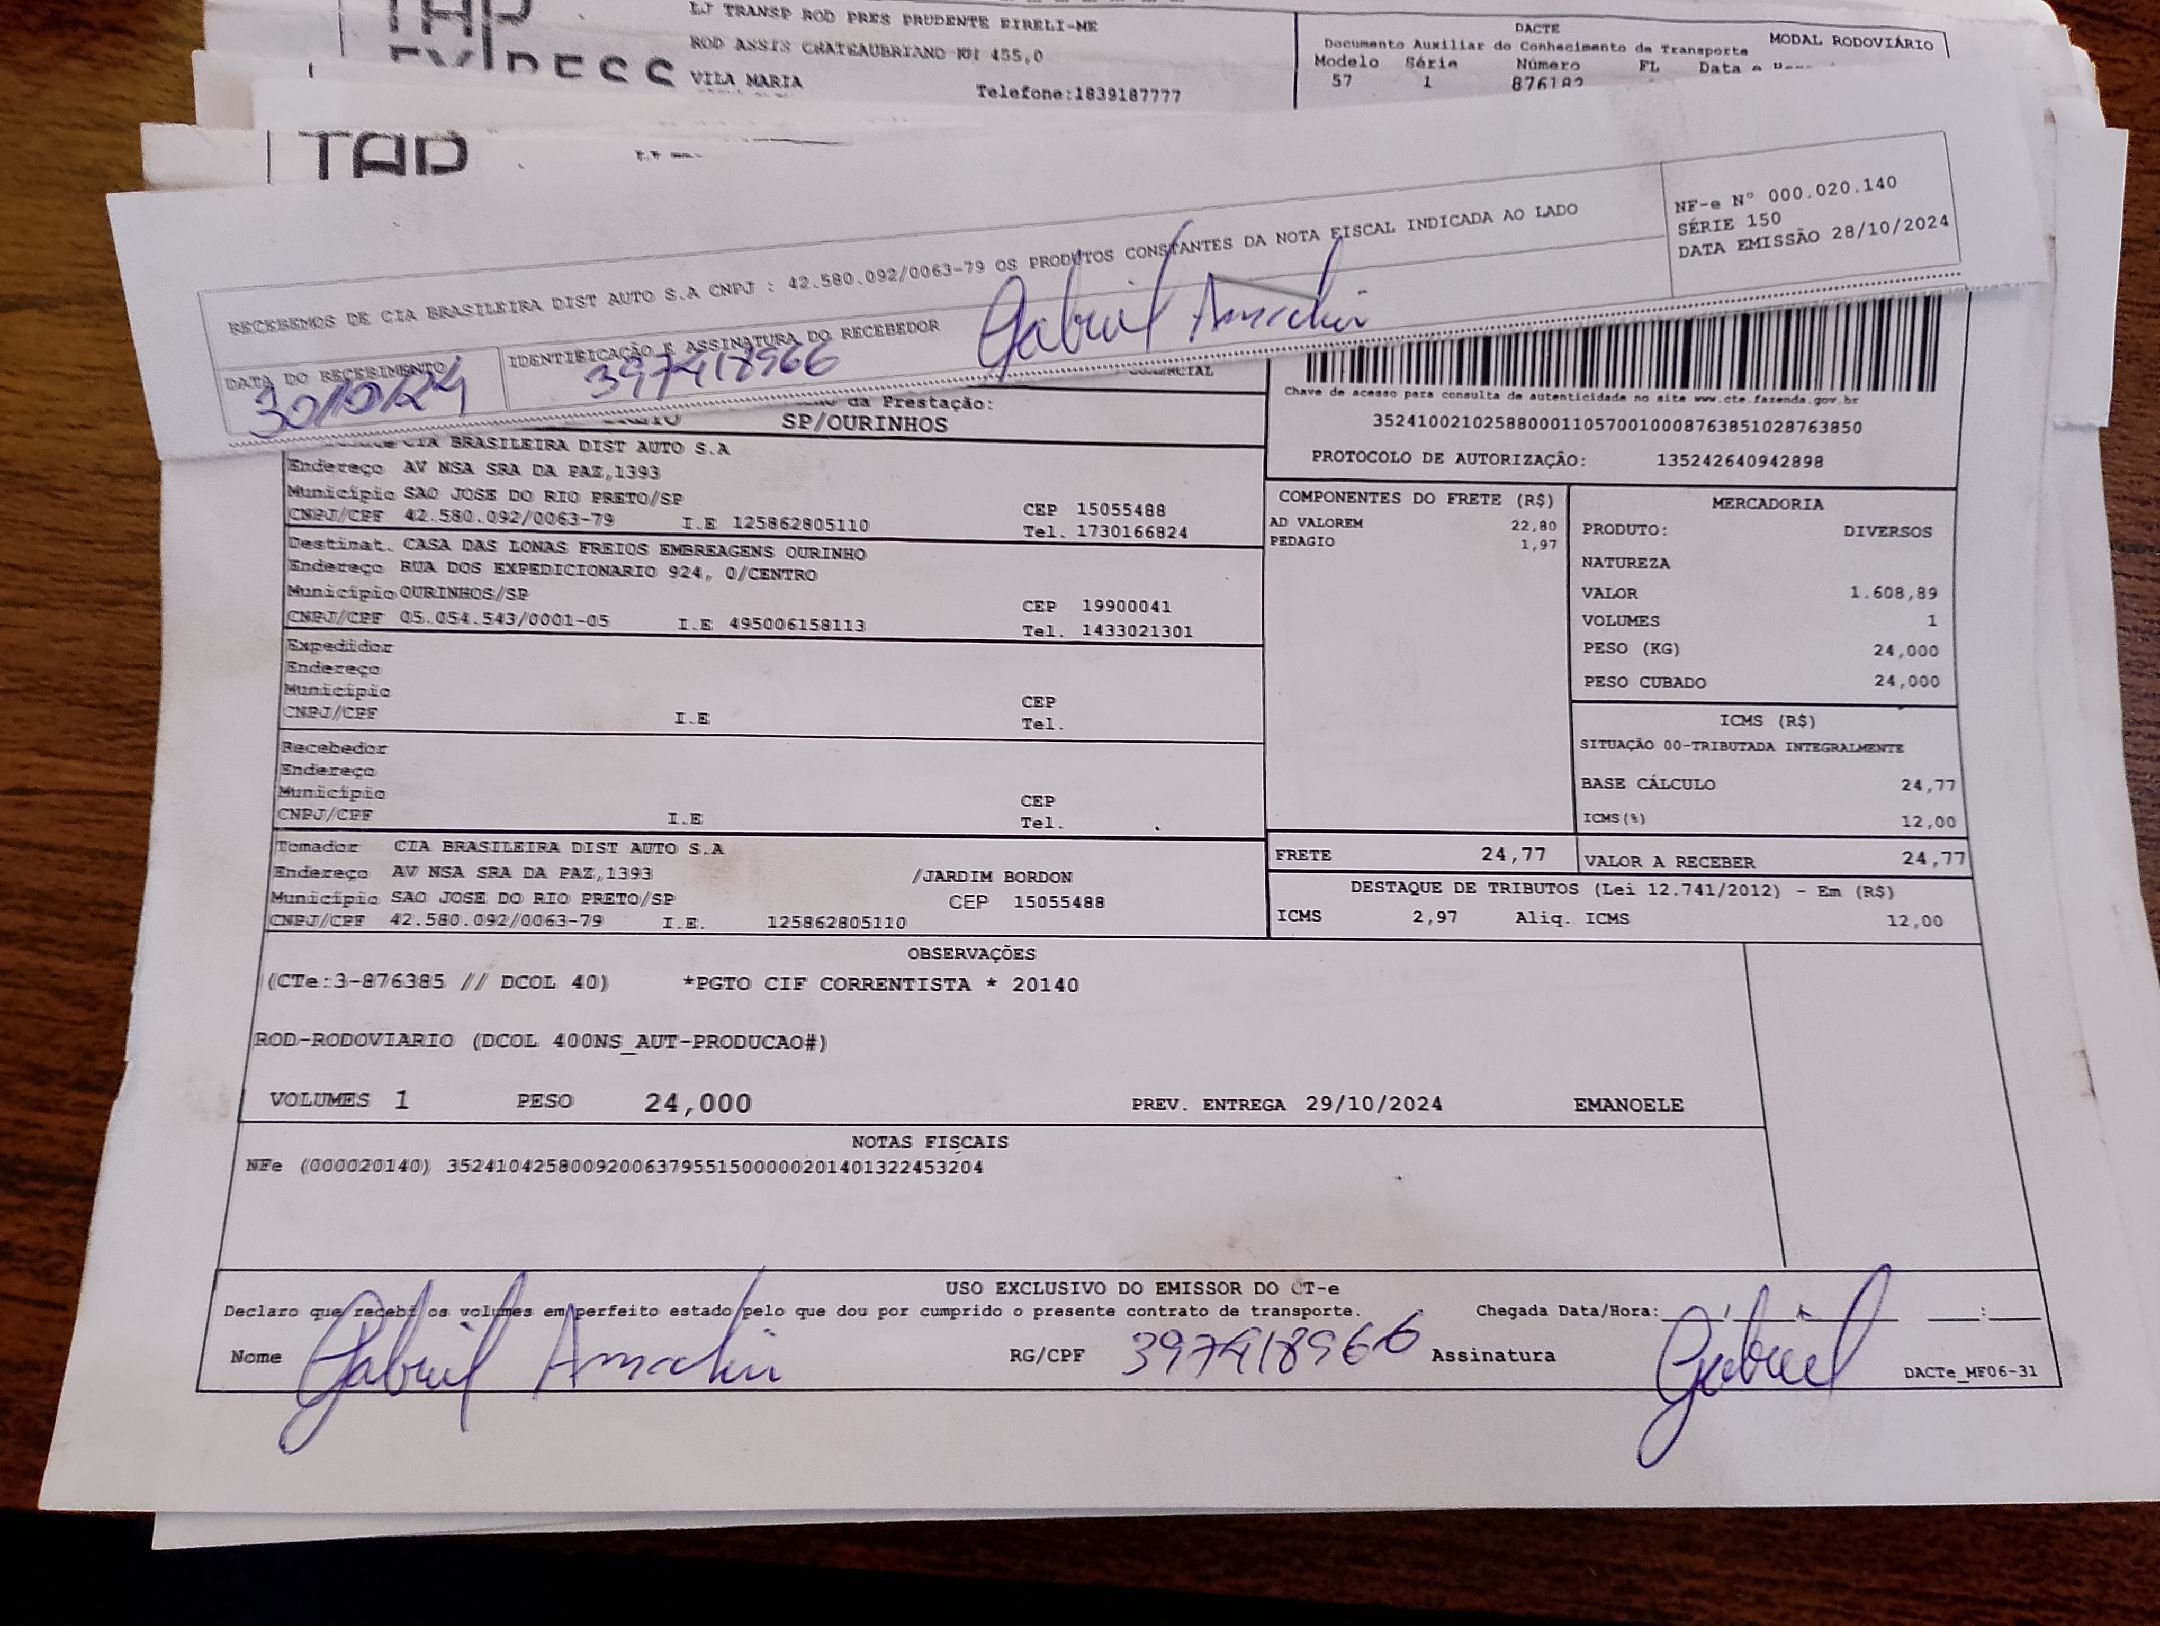 TAP
EXPRESS
LJ TRANSP ROD PRES PRUDENTE EIRELI-ME
ROD ASSIS CHATEAUBRIAND KM 455,0
VILA MARIA
Telefone:1839187777
DACTE
Documento Auxiliar do Conhecimento de Transporte
MODAL RODOVIÁRIO
Modelo Série Número FL Data e
57 1 876182
TAP
RECEBEMOS DE CIA BRASILEIRA DIST AUTO S.A CNPJ : 42.580.092/0063-79 OS PRODUTOS CONSTANTES DA NOTA FISCAL INDICADA AO LADO
NF-e N° 000.020.140
SÉRIE 150
DATA EMISSÃO 28/10/2024
DATA DO RECEBIMENTO
30/10/24
IDENTIFICAÇÃO E ASSINATURA DO RECEBEDOR
397418966
Gabriel
da Prestação:
SP/OURINHOS
Chave de acesso para consulta de autenticidade no site www.cte.fazenda.gov.br
35241002102588000110570010008763851028763850
PROTOCOLO DE AUTORIZAÇÃO: 135242640942898
CIA BRASILEIRA DIST AUTO S.A
Endereço AV NSA SRA DA PAZ,1393
Município SAO JOSE DO RIO PRETO/SP CEP 15055488
CNPJ/CPF 42.580.092/0063-79 I.E 125862805110 Tel. 1730166824
Destinat. CASA DAS LONAS FREIOS EMBREAGENS OURINHO
Endereço RUA DOS EXPEDICIONARIO 924, 0/CENTRO
Município OURINHOS/SP CEP 19900041
CNPJ/CPF 05.054.543/0001-05 I.E 495006158113 Tel. 1433021301
Expedidor
Endereço
Município CEP
CNPJ/CPF I.E Tel.
Recebedor
Endereço
Município CEP
CNPJ/CPF I.E Tel.
Tomador CIA BRASILEIRA DIST AUTO S.A
Endereço AV NSA SRA DA PAZ,1393 /JARDIM BORDON
Município SAO JOSE DO RIO PRETO/SP CEP 15055488
CNPJ/CPF 42.580.092/0063-79 I.E. 125862805110
COMPONENTES DO FRETE (R$)
AD VALOREM 22,80
PEDAGIO 1,97
MERCADORIA
PRODUTO: DIVERSOS
NATUREZA
VALOR 1.608,89
VOLUMES 1
PESO (KG) 24,000
PESO CUBADO 24,000
ICMS (R$)
SITUAÇÃO 00-TRIBUTADA INTEGRALMENTE
BASE CÁLCULO 24,77
ICMS(%) 12,00
FRETE 24,77 VALOR A RECEBER 24,77
DESTAQUE DE TRIBUTOS (Lei 12.741/2012) - Em (R$)
ICMS 2,97 Aliq. ICMS 12,00
OBSERVAÇÕES
(CTe:3-876385 // DCOL 40) *PGTO CIF CORRENTISTA * 20140
ROD-RODOVIARIO (DCOL 400NS_AUT-PRODUCAO#)
VOLUMES 1 PESO 24,000 PREV. ENTREGA 29/10/2024 EMANOELE
NOTAS FISCAIS
NFe (000020140) 35241042580092006379551500000201401322453204
USO EXCLUSIVO DO EMISSOR DO CT-e
Declaro que recebi os volumes em perfeito estado pelo que dou por cumprido o presente contrato de transporte. Chegada Data/Hora:___/___/___ ___:___
Nome Gabriel RG/CPF 397418966 Assinatura Gabriel
DACTe_MF06-31